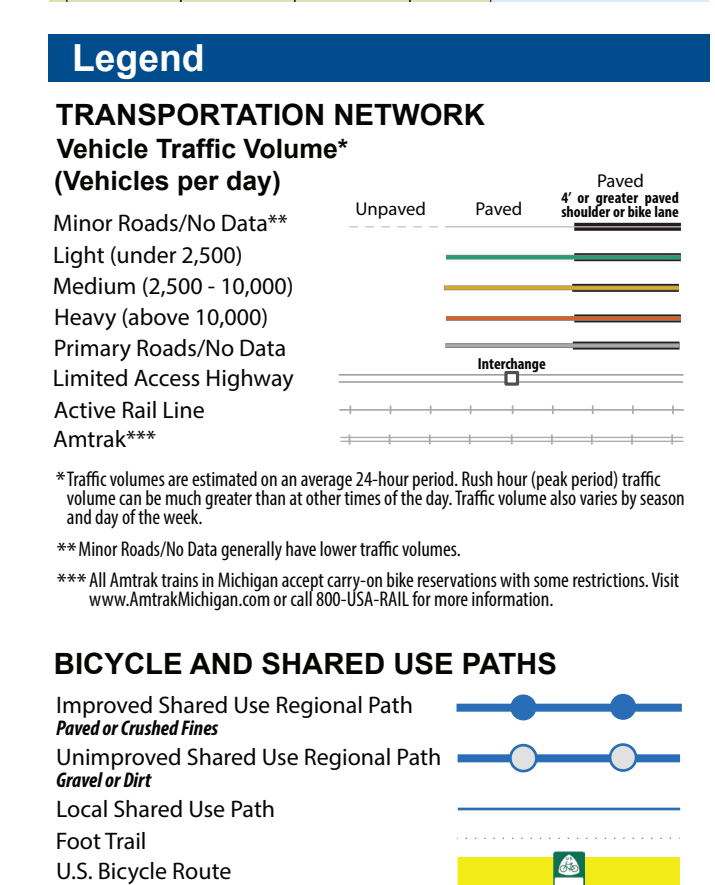 Legend
TRANSPORTATION NETWORK
Vehicle Traffic Volume*
(Vehicles per day)
Unpaved
Paved
Paved
4' or greater paved
shoulder or bike lane
Minor Roads/No Data**
Light (under 2,500)
Medium (2,500 - 10,000)
Heavy (above 10,000)
Primary Roads/No Data
Interchange
Limited Access Highway
Active Rail Line
Amtrak***
*Traffic volumes are estimated on an average 24-hour period. Rush hour (peak period) traffic
volume can be much greater than at other times of the day. Traffic volume also varies by season
and day of the week.
**Minor Roads/No Data generally have lower traffic volumes.
*** All Amtrak trains in Michigan accept carry-on bike reservations with some restrictions. Visit
www.AmtrakMichigan.com or call 800-USA-RAIL for more information.
BICYCLE AND SHARED USE PATHS
Improved Shared Use Regional Path
Paved or Crushed Fines
Unimproved Shared Use Regional Path
Gravel or Dirt
Local Shared Use Path
Foot Trail
U.S. Bicycle Route